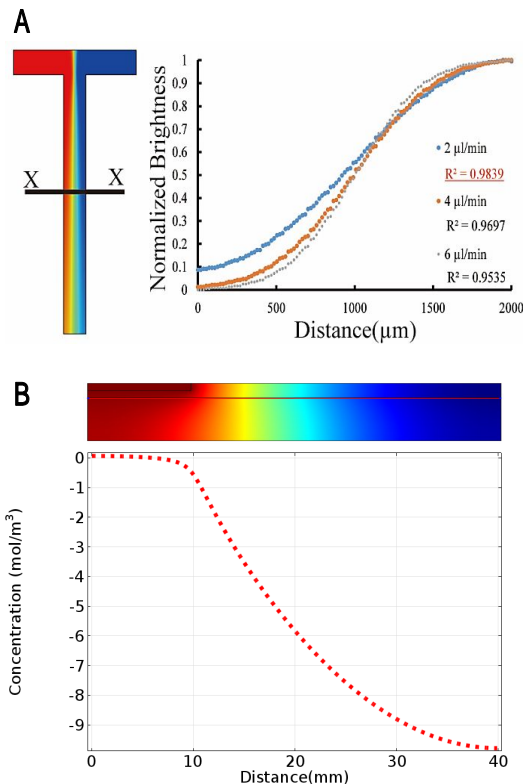 A
X X
Normalized Brightness
1
0.9
0.8
0.7
0.6
0.5
0.4
0.3
0.2
0.1
0
0 500 1000 1500 2000
Distance(µm)
2 µl/min
R² = 0.9839
4 µl/min
R² = 0.9697
6 µl/min
R² = 0.9535
B
Concentration (mol/m³)
0
-1
-2
-3
-4
-5
-6
-7
-8
-9
0 10 20 30 40
Distance(mm)